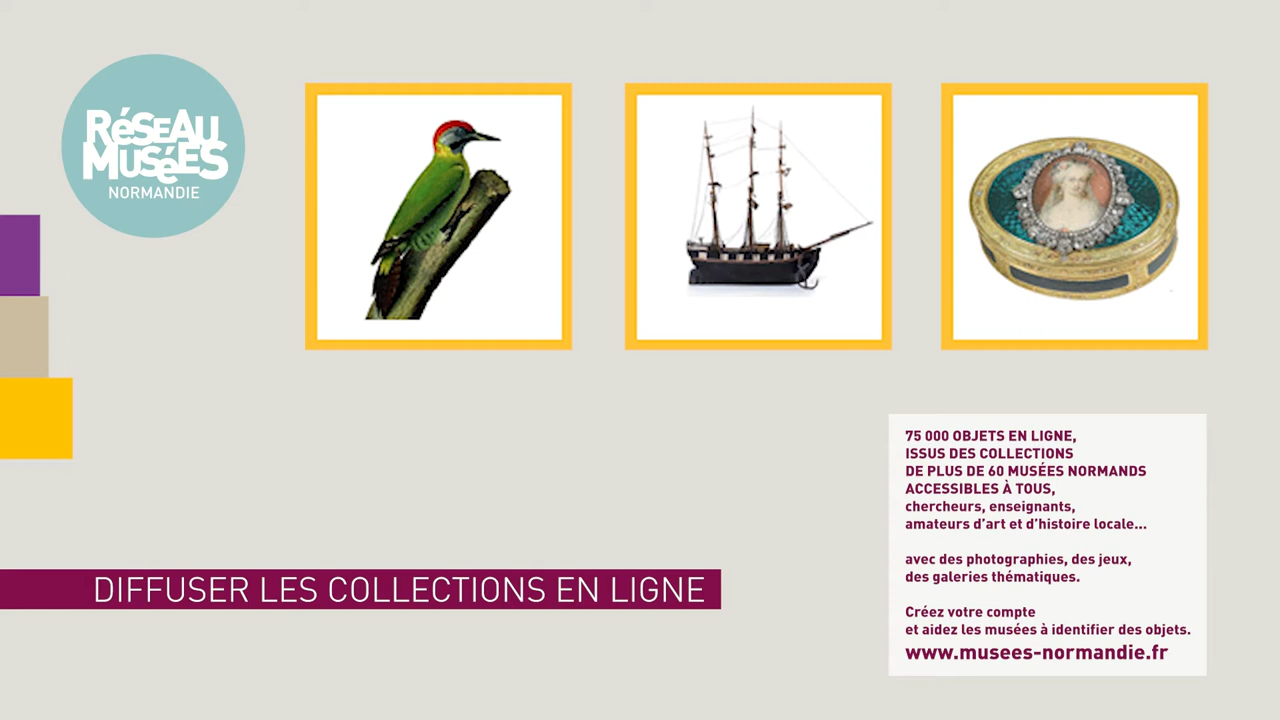 RéSEAU
MUSéES
NORMANDIE
75 000 OBJETS EN LIGNE,
ISSUS DES COLLECTIONS
DE PLUS DE 60 MUSÉES NORMANDS
ACCESSIBLES À TOUS,
chercheurs, enseignants,
amateurs d'art et d'histoire locale...
avec des photographies, des jeux,
des galeries thématiques.
Créez votre compte
et aidez les musées à identifier des objets.
www.musees-normandie.fr
DIFFUSER LES COLLECTIONS EN LIGNE